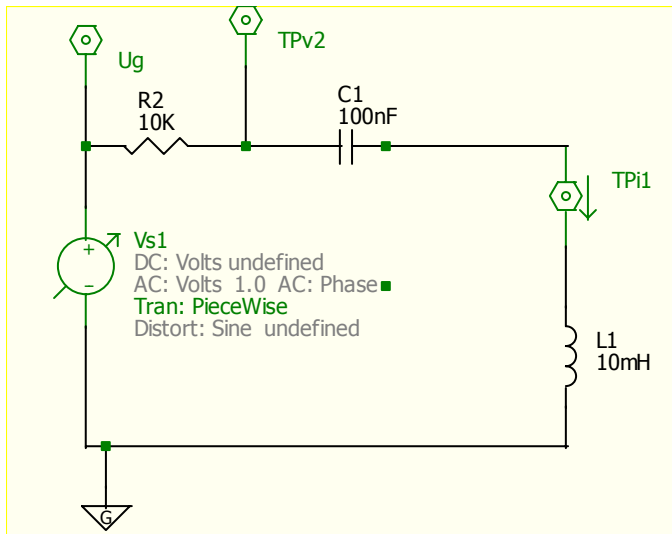 Ug
TPv2
R2
10K
C1
100nF
TPi1
Vs1
DC: Volts undefined
AC: Volts 1.0 AC: Phase
Tran: PieceWise
Distort: Sine undefined
L1
10mH
G